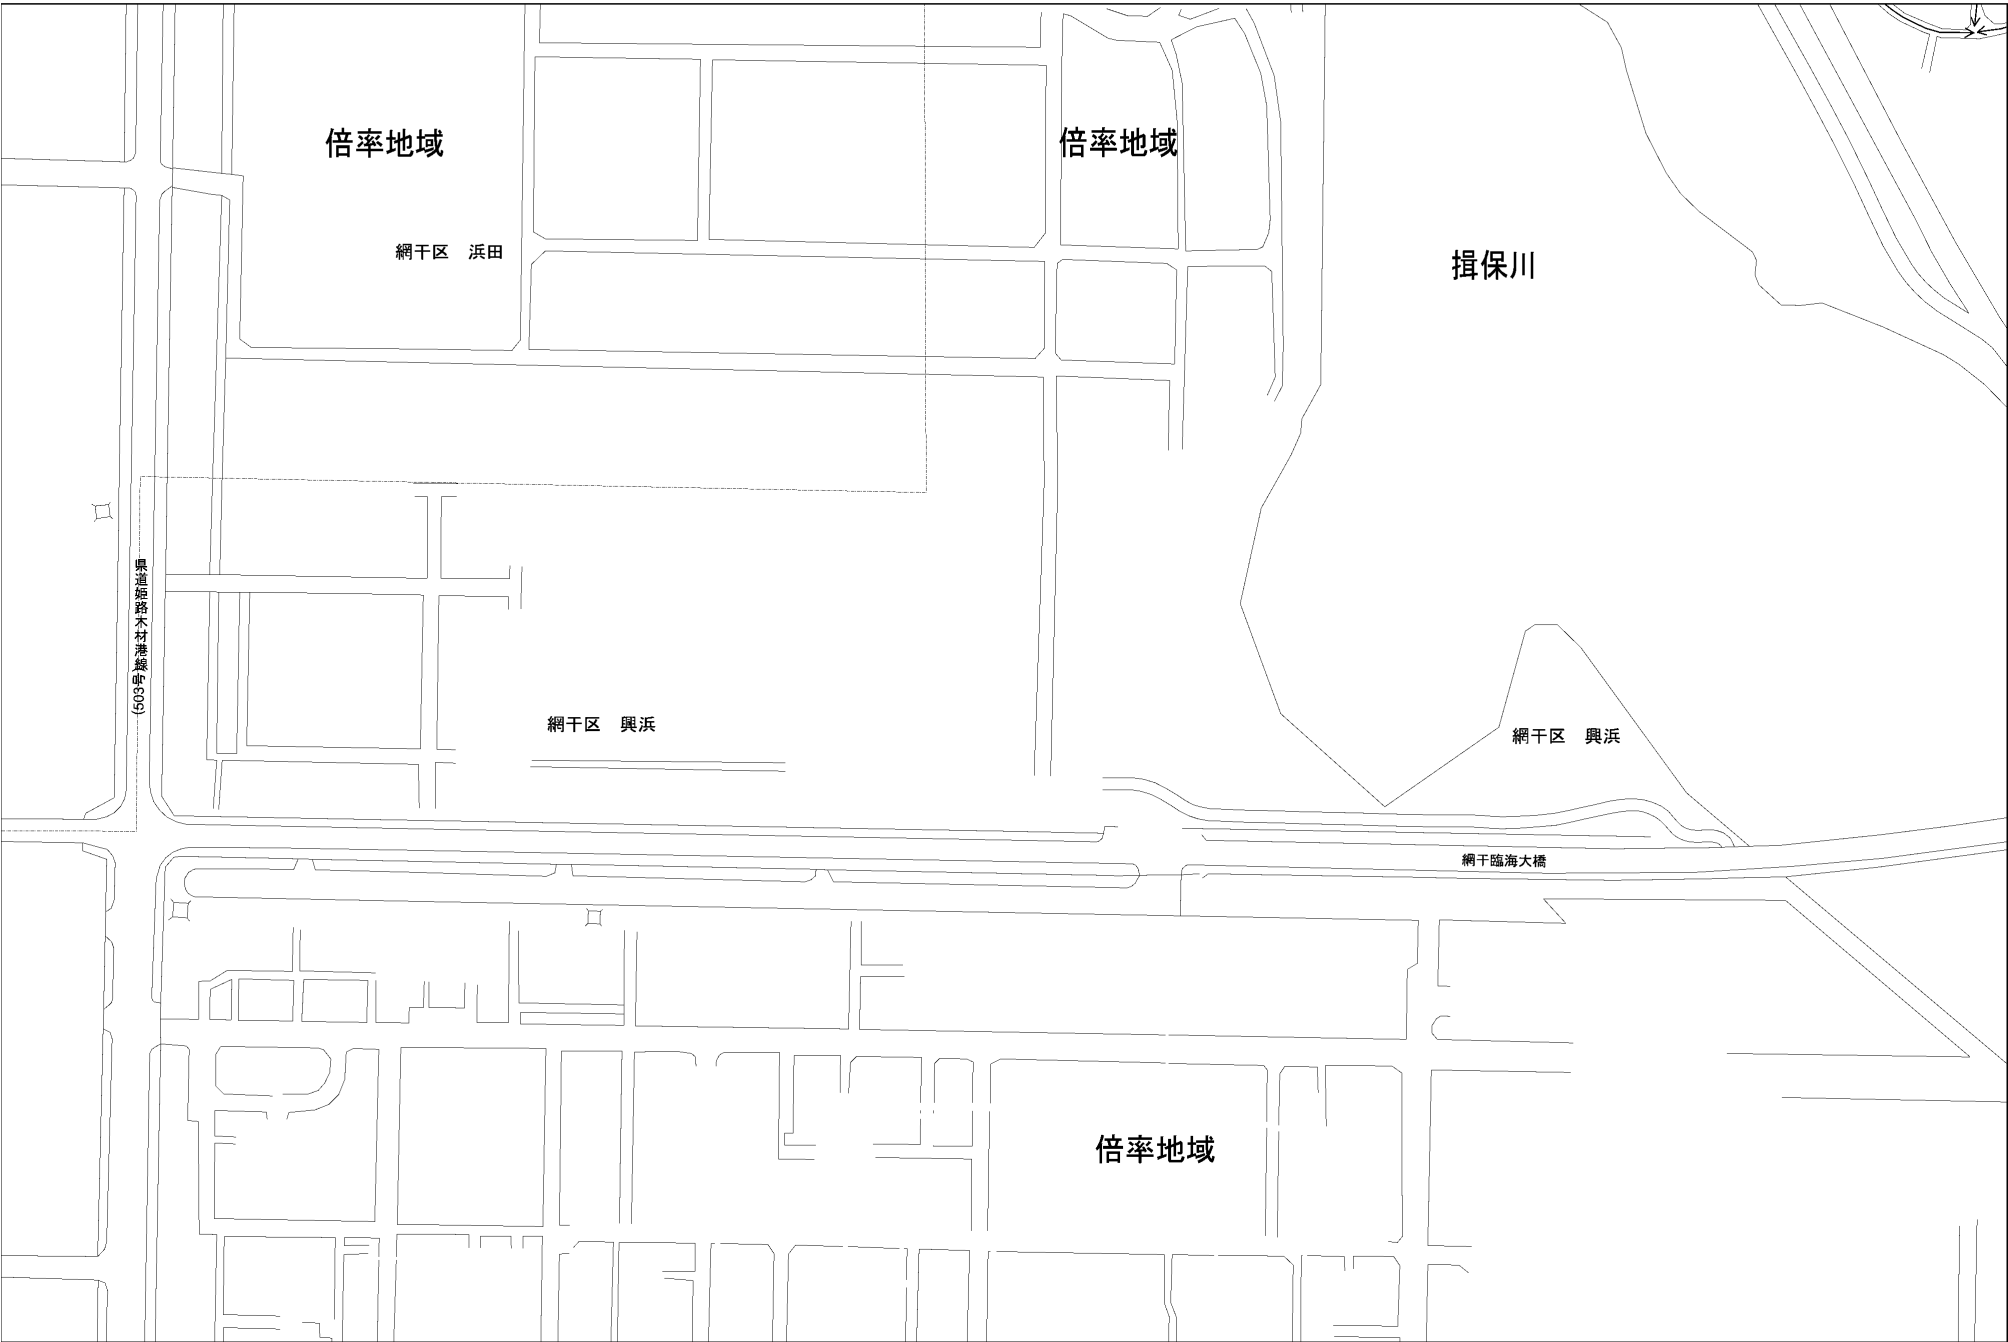 倍率地域
倍率地域
網干区　浜田
揖保川
県道姫路木材港線
(503号)
網干区　興浜
網干区　興浜
網干臨海大橋
倍率地域